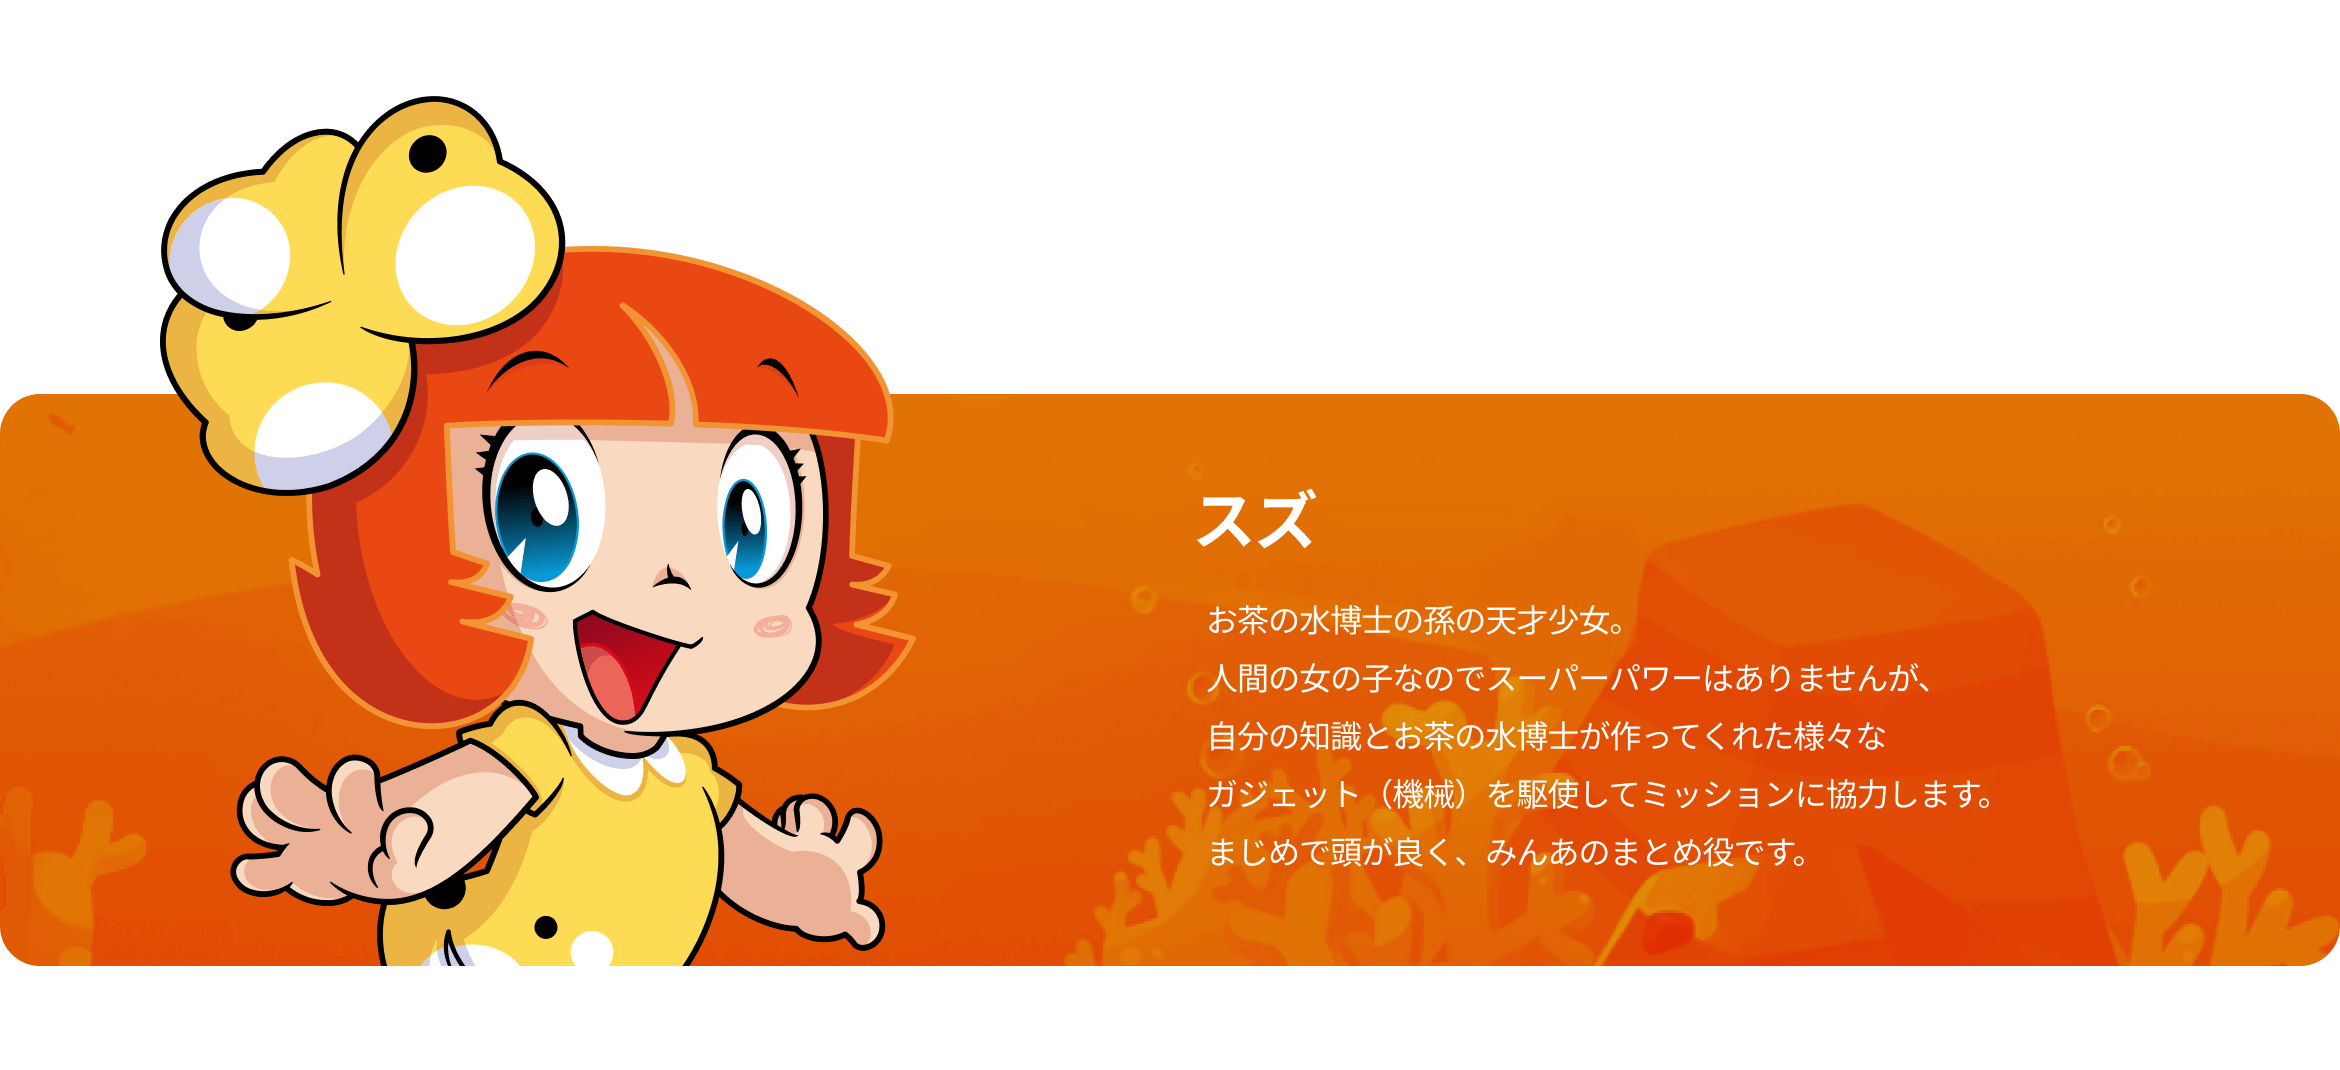 スズ
お茶の水博士の孫の天才少女。
人間の女の子なのでスーパーパワーはありませんが、
自分の知識とお茶の水博士が作ってくれた様々な
ガジェット（機械）を駆使してミッションに協力します。
まじめで頭が良く、みんあのまとめ役です。